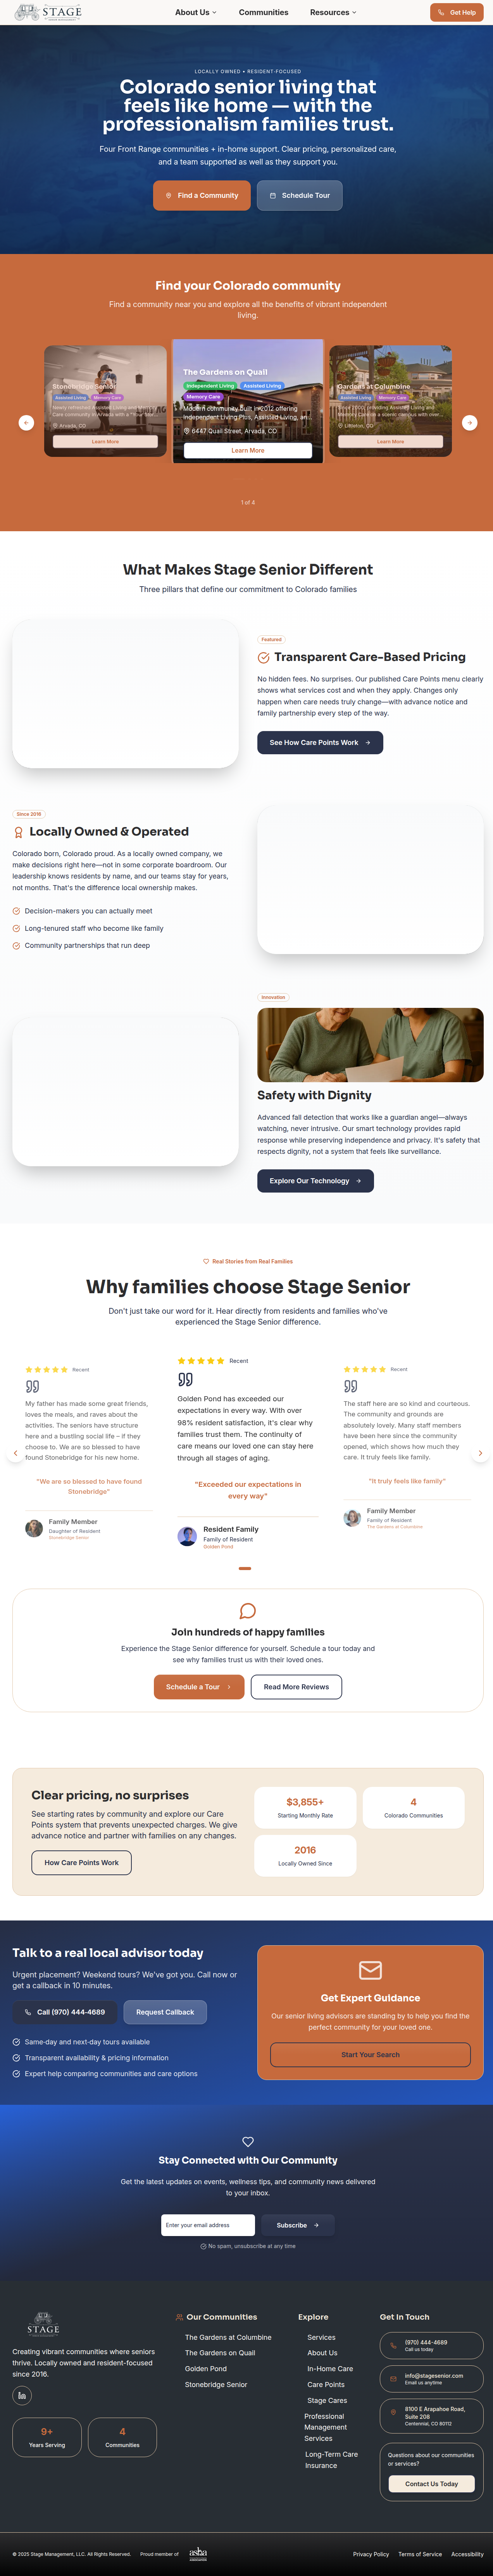 STAGE
About Us
Communities
Resources
Get Help
LOCALLY OWNED • RESIDENT-FOCUSED
Colorado senior living that
feels like home — with the
professionalism families trust.
Four Front Range communities + in-home support. Clear pricing, personalized care,
and a team supported as well as they support you.
Find a Community
Schedule Tour
Find your Colorado community
Find a community near you and explore all the benefits of vibrant independent
living.
Stonebridge Senior
Assisted Living
Memory Care
Newly refreshed Assisted Living and Memory
Care community in Arvada with a "Your Stor...
Arvada, CO
Learn More
The Gardens on Quail
Independent Living
Assisted Living
Memory Care
Modern community built in 2012 offering
Independent Living Plus, Assisted Living, an...
6447 Quail Street, Arvada, CO
Learn More
Gardens at Columbine
Assisted Living
Memory Care
Littleton, CO
Learn More
1 of 4
What Makes Stage Senior Different
Three pillars that define our commitment to Colorado families
Featured
Transparent Care-Based Pricing
No hidden fees. No surprises. Our published Care Points menu clearly
shows what services cost and when they apply. Changes only
happen when care needs truly change—with advance notice and
family partnership every step of the way.
See How Care Points Work
Since 2016
Locally Owned & Operated
Colorado born, Colorado proud. As a locally owned company, we
make decisions right here—not in some corporate boardroom. Our
leadership knows residents by name, and our teams stay for years,
not months. That's the difference local ownership makes.
Decision-makers you can actually meet
Long-tenured staff who become like family
Community partnerships that run deep
Innovation
Safety with Dignity
Advanced fall detection that works like a guardian angel—always
watching, never intrusive. Our smart technology provides rapid
response while preserving independence and privacy. It's safety that
respects dignity, not a system that feels like surveillance.
Explore Our Technology
Real Stories from Real Families
Why families choose Stage Senior
Don't just take our word for it. Hear directly from residents and families who've
experienced the Stage Senior difference.
Recent
My father has made some great friends,
loves the meals, and raves about the
activities. The seniors have structure
here and a bustling social life – if they
choose to. We are so blessed to have
found Stonebridge for his new home.
"We are so blessed to have found
Stonebridge"
Family Member
Daughter of Resident
Stonebridge Senior
Recent
Golden Pond has exceeded our
expectations in every way. With over
98% resident satisfaction, it's clear why
families trust them. The continuity of
care means our loved one can stay here
through all stages of aging.
"Exceeded our expectations in
every way"
Resident Family
Family of Resident
Golden Pond
Recent
The staff here are so kind and courteous.
The community and grounds are
absolutely lovely. Many staff members
have been here since the community
opened, which shows how much they
care. It truly feels like family.
"It truly feels like family"
Family Member
Family of Resident
The Gardens at Columbine
Join hundreds of happy families
Experience the Stage Senior difference for yourself. Schedule a tour today and
see why families trust us with their loved ones.
Schedule a Tour
Read More Reviews
Clear pricing, no surprises
See starting rates by community and explore our Care
Points system that prevents unexpected charges. We give
advance notice and partner with families on any changes.
How Care Points Work
$3,855+
Starting Monthly Rate
4
Colorado Communities
2016
Locally Owned Since
Talk to a real local advisor today
Urgent placement? Weekend tours? We've got you. Call now or
get a callback in 10 minutes.
Call (970) 444-4689
Request Callback
Same-day and next-day tours available
Transparent availability & pricing information
Expert help comparing communities and care options
Get Expert Guidance
Our senior living advisors are standing by to help you find the
perfect community for your loved one.
Start Your Search
Stay Connected with Our Community
Get the latest updates on events, wellness tips, and community news delivered
to your inbox.
Enter your email address
Subscribe
No spam, unsubscribe at any time
STAGE
Creating vibrant communities where seniors
thrive. Locally owned and resident-focused
since 2016.
9+
Years Serving
4
Communities
Our Communities
The Gardens at Columbine
The Gardens on Quail
Golden Pond
Stonebridge Senior
Explore
Services
About Us
In-Home Care
Care Points
Stage Cares
Professional
Management
Services
Long-Term Care
Insurance
Get In Touch
(970) 444-4689
Call us today
info@stagesenior.com
Email us anytime
8100 E Arapahoe Road,
Suite 208
Centennial, CO 80112
Questions about our communities
or services?
Contact Us Today
© 2025 Stage Management, LLC. All Rights Reserved.
Proud member of
asha
Privacy Policy
Terms of Service
Accessibility